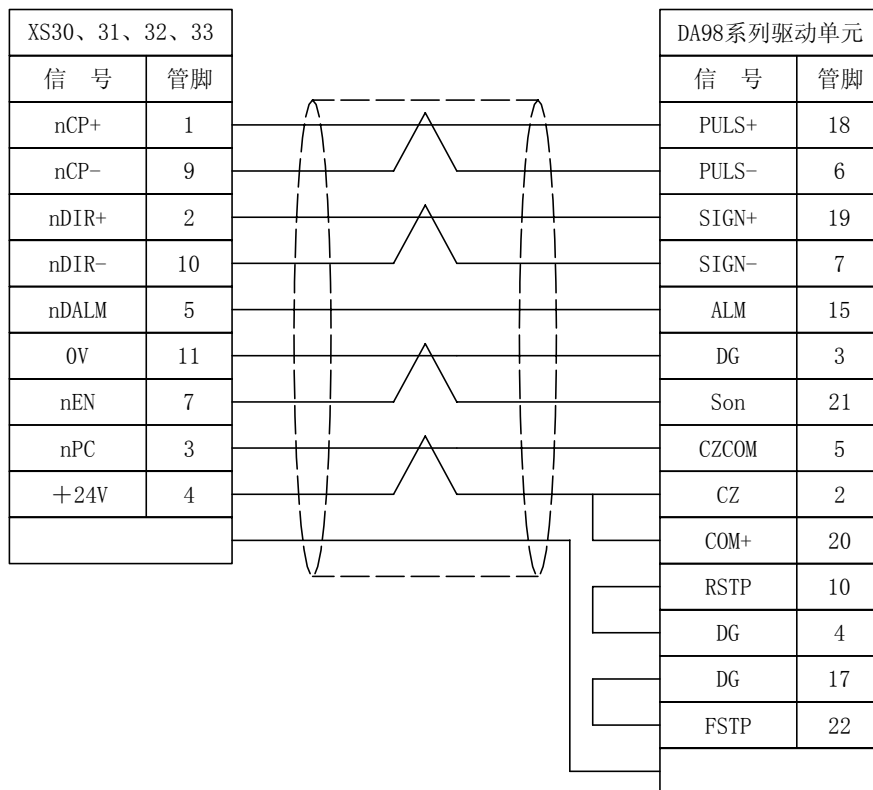 XS30、31、32、33
信 号 管脚
nCP+ 1
nCP- 9
nDIR+ 2
nDIR- 10
nDALM 5
0V 11
nEN 7
nPC 3
+24V 4
DA98系列驱动单元
信 号 管脚
PULS+ 18
PULS- 6
SIGN+ 19
SIGN- 7
ALM 15
DG 3
Son 21
CZCOM 5
CZ 2
COM+ 20
RSTP 10
DG 4
DG 17
FSTP 22